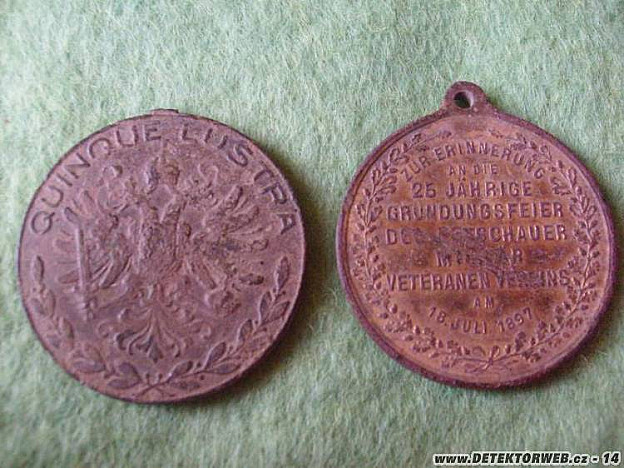 QUINQUE LUSTRA
ZUR ERINNERUNG
AN DIE
25 JÄHRIGE
GRÜNDUNGSFEIER
VETERANEN VEREINS
AM
18. JULI 1897
www.DETEKTORWEB.cz - 14